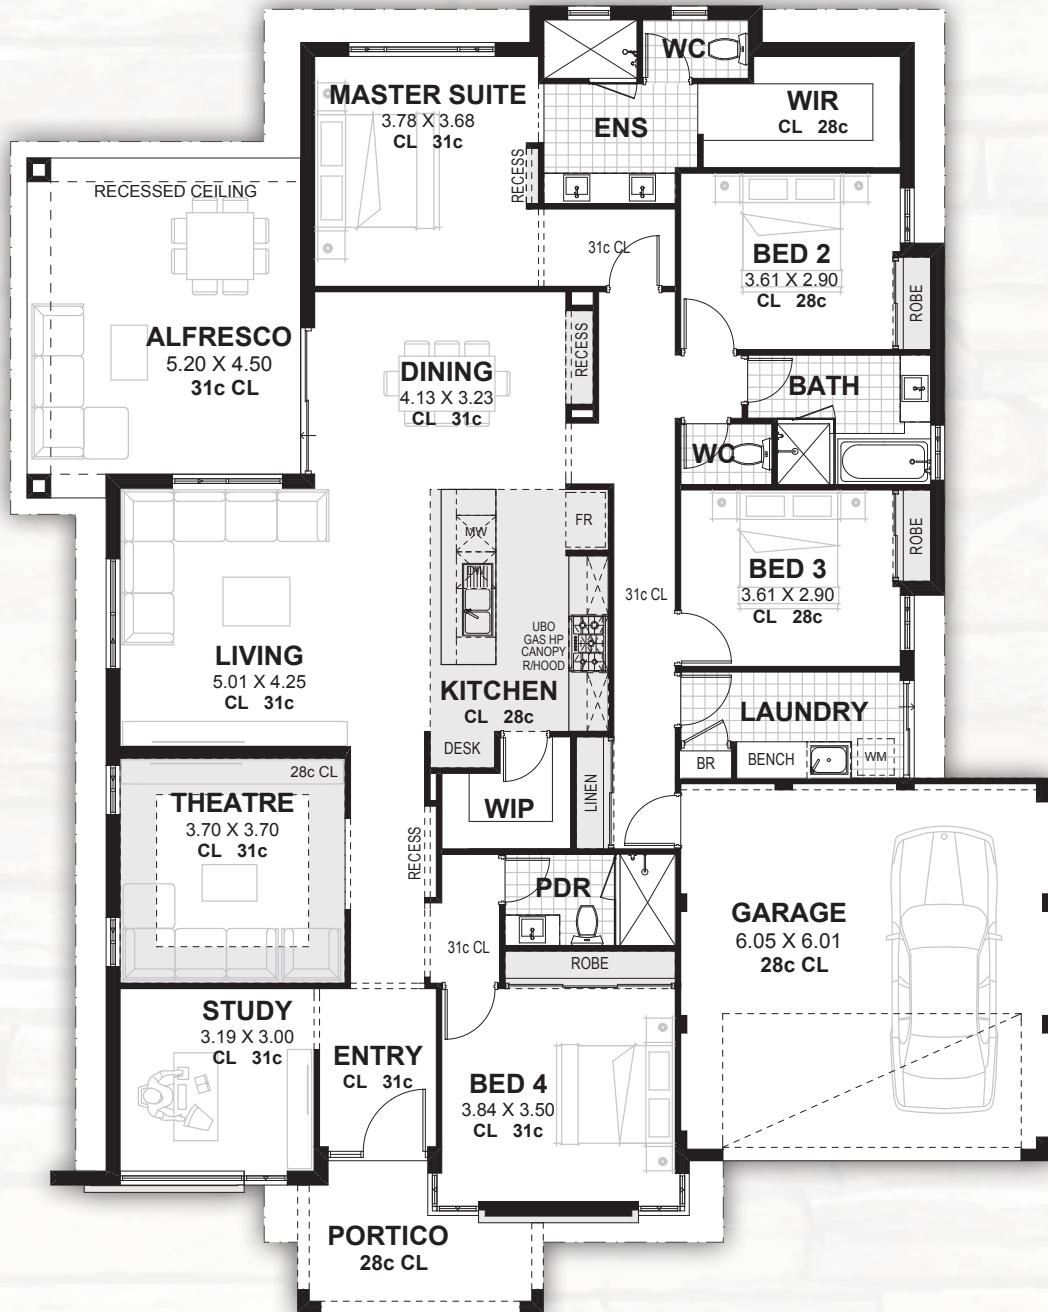 WC
MASTER SUITE
3.78 X 3.68
CL 31c
ENS
WIR
CL 28c
RECESS
RECESSED CEILING
31c CL
BED 2
3.61 X 2.90
CL 28c
ROBE
ALFRESCO
5.20 X 4.50
31c CL
DINING
4.13 X 3.23
CL 31c
RECESS
BATH
WC
FR
MW
DW
BED 3
3.61 X 2.90
CL 28c
ROBE
31c CL
UBO
GAS HP
CANOPY
R/HOOD
LIVING
5.01 X 4.25
CL 31c
KITCHEN
CL 28c
DESK
LAUNDRY
BR
BENCH
WM
28c CL
THEATRE
3.70 X 3.70
CL 31c
WIP
LINEN
RECESS
PDR
31c CL
ROBE
GARAGE
6.05 X 6.01
28c CL
STUDY
3.19 X 3.00
CL 31c
ENTRY
CL 31c
BED 4
3.84 X 3.50
CL 31c
PORTICO
28c CL